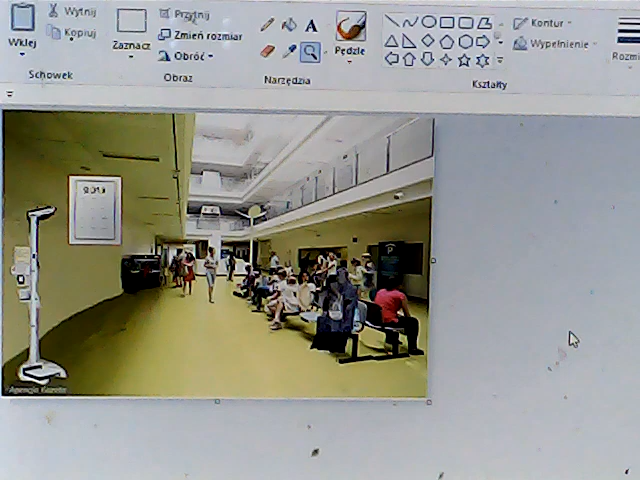 Wklej
Wytnij
Kopiuj
Schowek
Zaznacz
Przytnij
Zmień rozmiar
Obróć
Obraz
A
Narzędzia
Pędzle
Kształty
Kontur
Wypełnienie
Rozmi
P
Agencja Gazeta